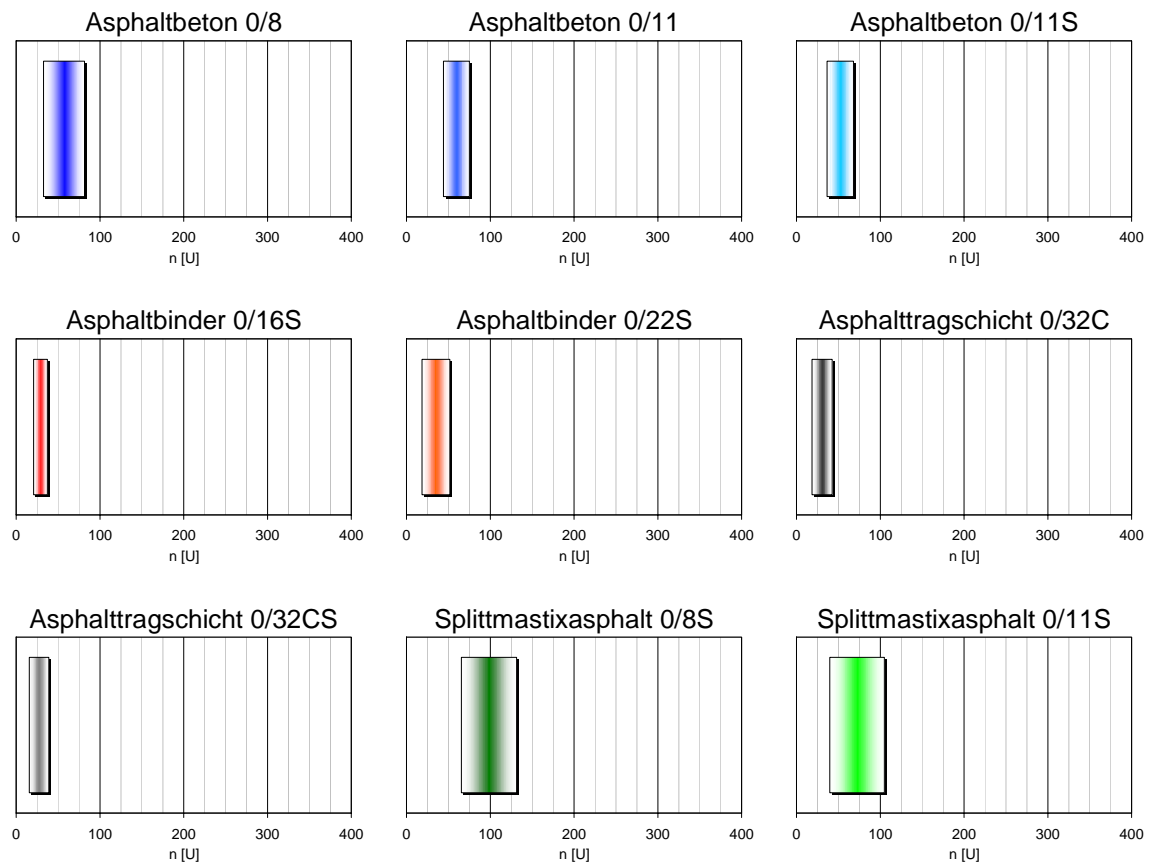 Asphaltbeton 0/8
Asphaltbeton 0/11
Asphaltbeton 0/11S
0 100 200 300 400
n [U]
0 100 200 300 400
n [U]
0 100 200 300 400
n [U]
Asphaltbinder 0/16S
Asphaltbinder 0/22S
Asphalttragschicht 0/32C
0 100 200 300 400
n [U]
0 100 200 300 400
n [U]
0 100 200 300 400
n [U]
Asphalttragschicht 0/32CS
Splittmastixasphalt 0/8S
Splittmastixasphalt 0/11S
0 100 200 300 400
n [U]
0 100 200 300 400
n [U]
0 100 200 300 400
n [U]